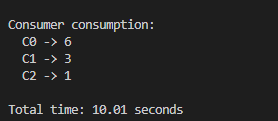 Consumer consumption:
  C0 -> 6
  C1 -> 3
  C2 -> 1

Total time: 10.01 seconds